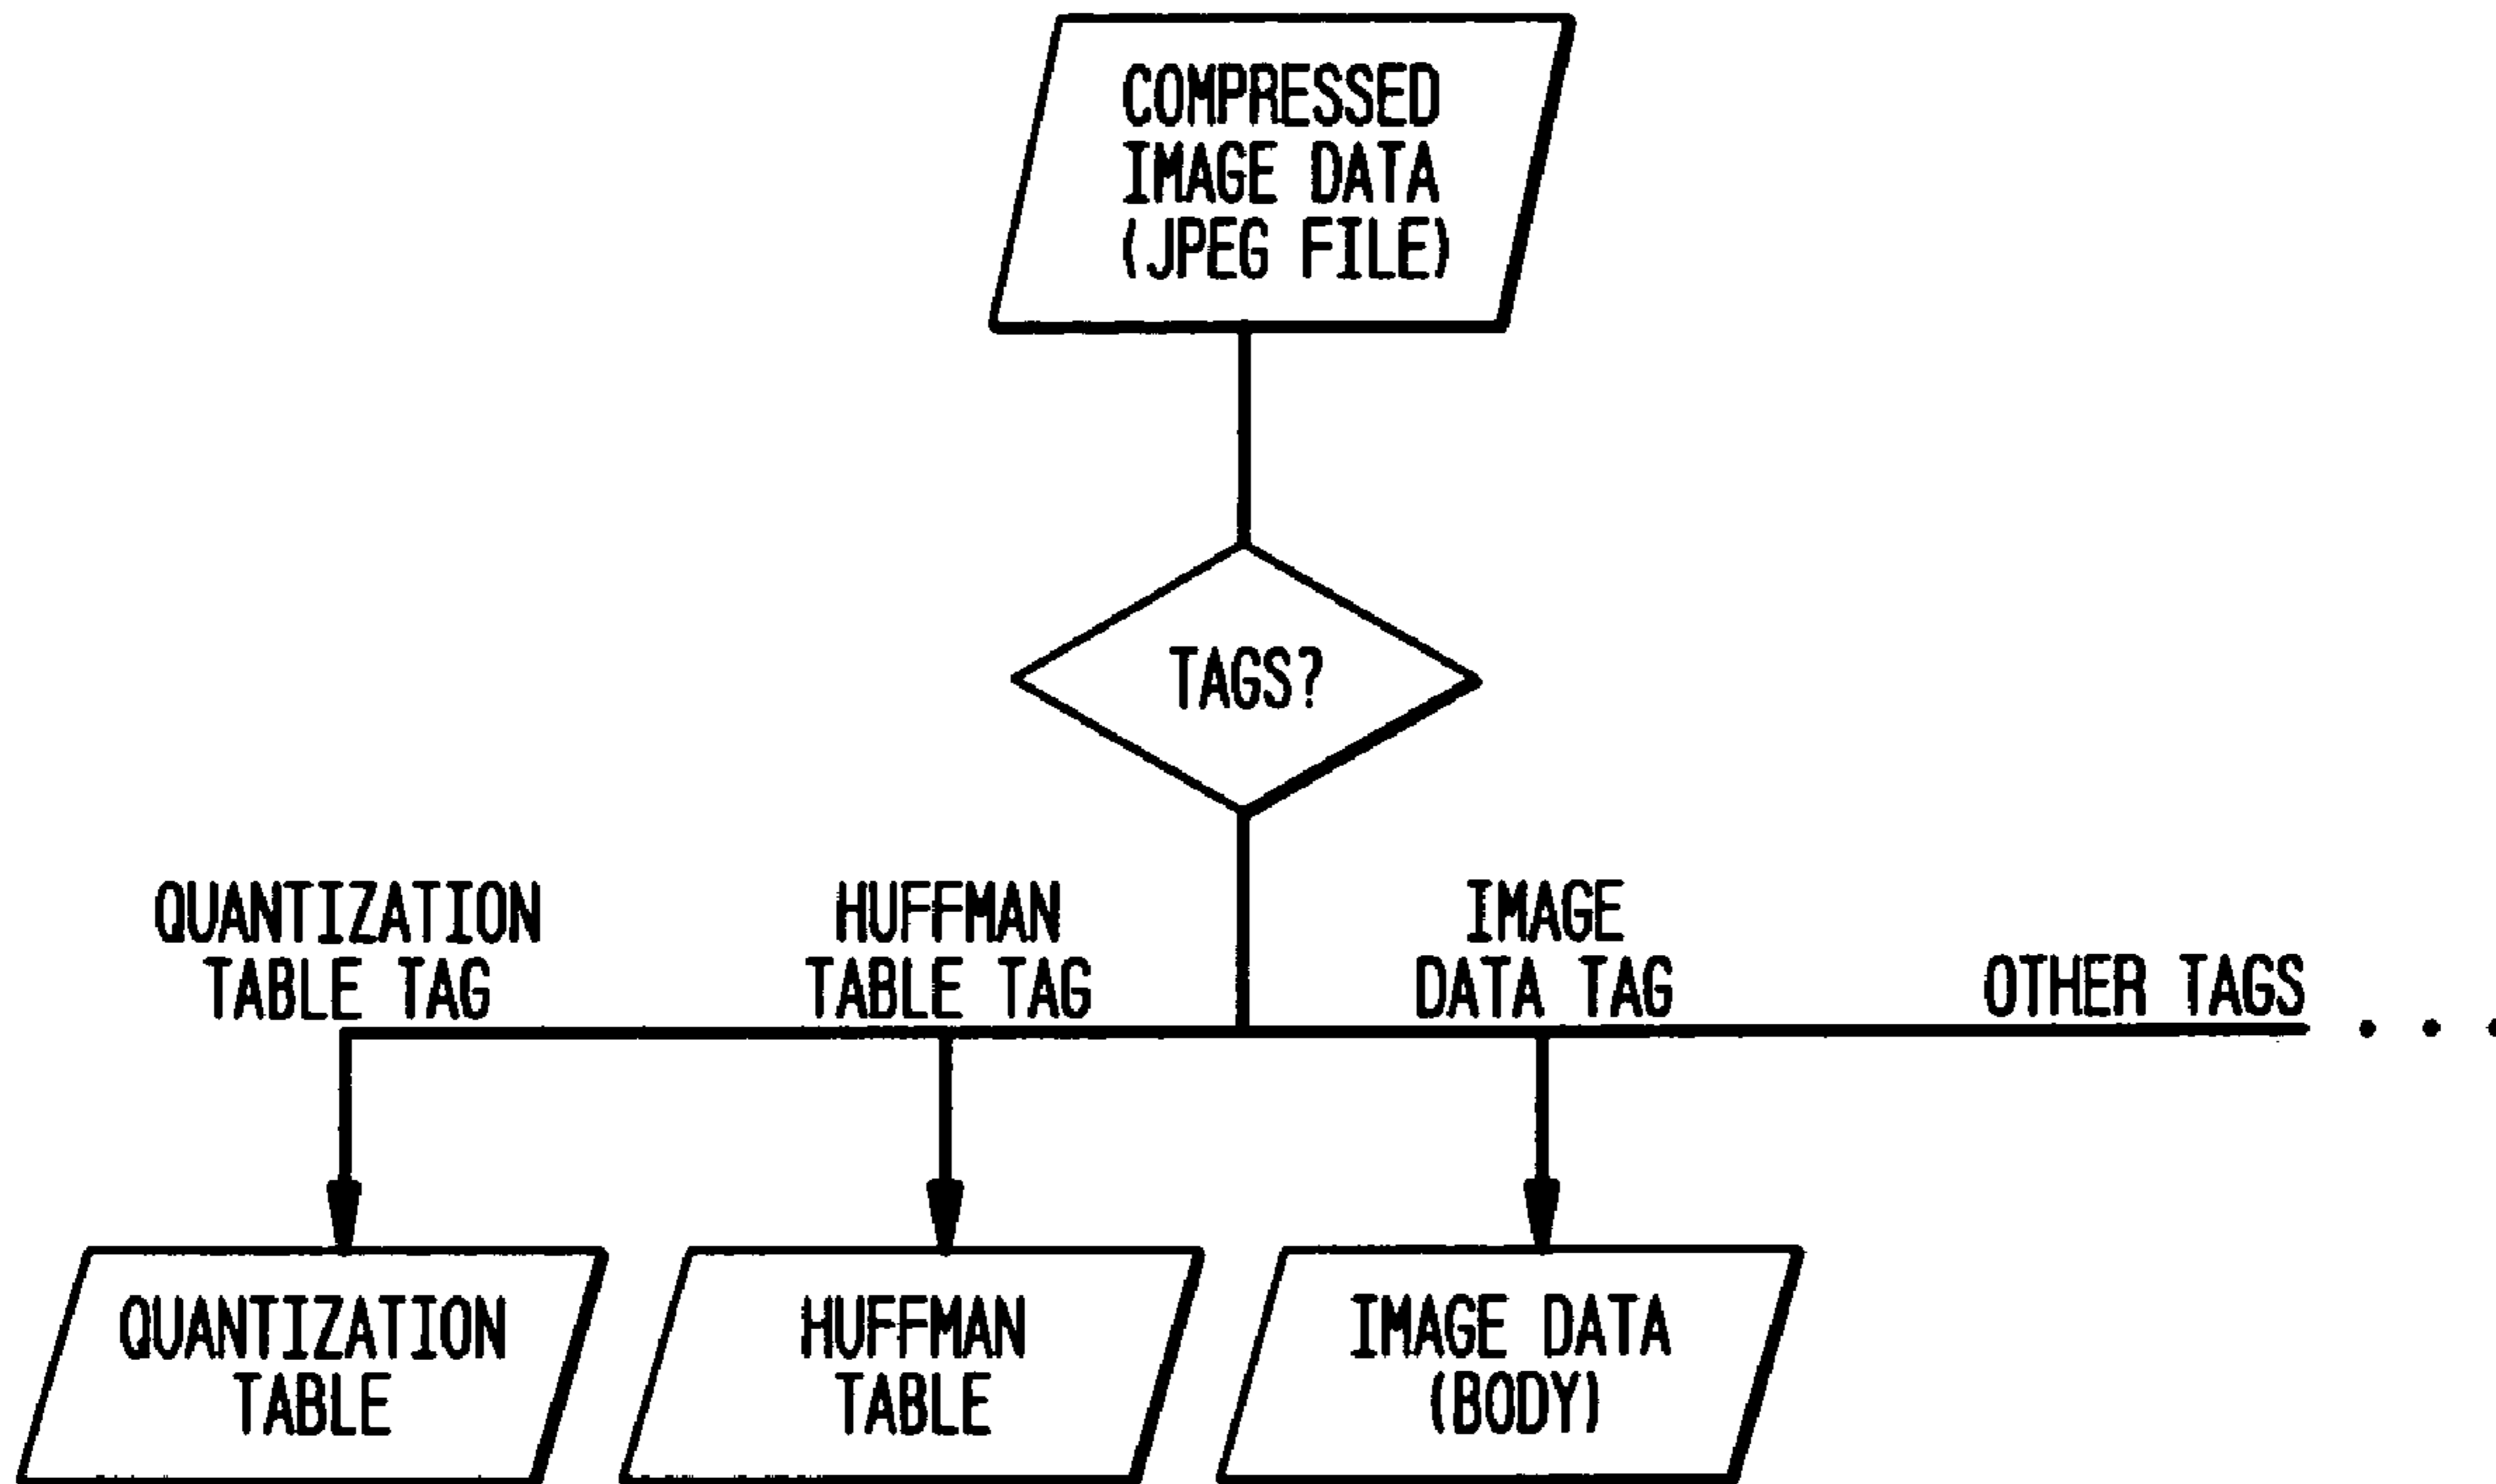 COMPRESSED
IMAGE DATA
(JPEG FILE)
TAGS?
QUANTIZATION
TABLE TAG
HUFFMAN
TABLE TAG
IMAGE
DATA TAG
OTHER TAGS
QUANTIZATION
TABLE
HUFFMAN
TABLE
IMAGE DATA
(BODY)